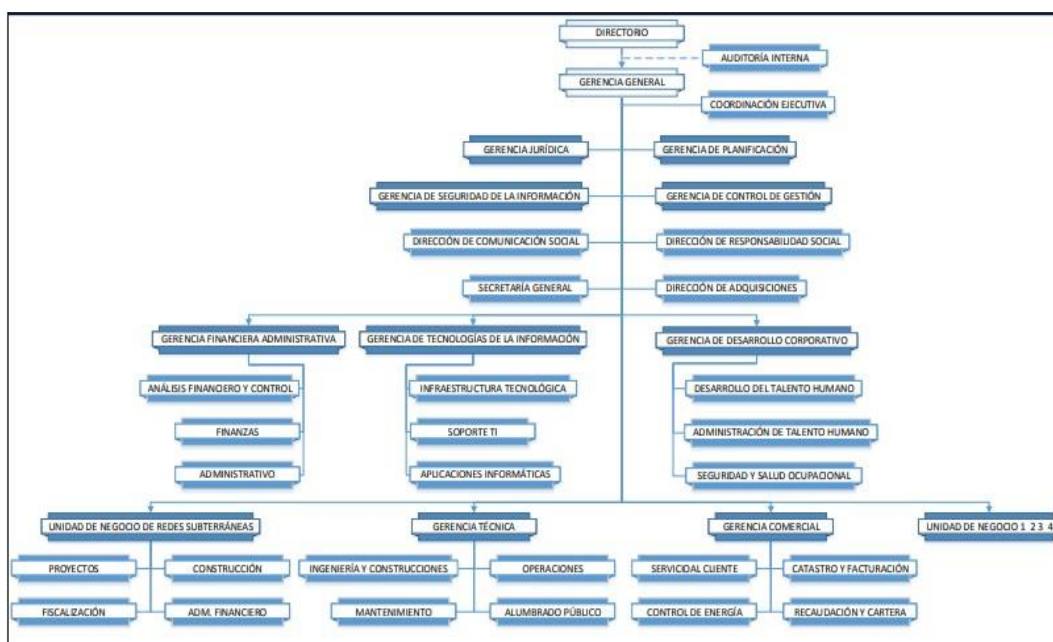 DIRECTORIO
AUDITORÍA INTERNA
GERENCIA GENERAL
COORDINACIÓN EJECUTIVA
GERENCIA JURÍDICA
GERENCIA DE PLANIFICACIÓN
GERENCIA DE SEGURIDAD DE LA INFORMACIÓN
GERENCIA DE CONTROL DE GESTIÓN
DIRECCIÓN DE COMUNICACIÓN SOCIAL
DIRECCIÓN DE RESPONSABILIDAD SOCIAL
SECRETARÍA GENERAL
DIRECCIÓN DE ADQUISICIONES
GERENCIA FINANCIERA ADMINISTRATIVA
GERENCIA DE TECNOLOGÍAS DE LA INFORMACIÓN
GERENCIA DE DESARROLLO CORPORATIVO
ANÁLISIS FINANCIERO Y CONTROL
INFRAESTRUCTURA TECNOLÓGICA
DESARROLLO DEL TALENTO HUMANO
FINANZAS
SOPORTE TI
ADMINISTRACIÓN DE TALENTO HUMANO
ADMINISTRATIVO
APLICACIONES INFORMÁTICAS
SEGURIDAD Y SALUD OCUPACIONAL
UNIDAD DE NEGOCIO DE REDES SUBTERRÁNEAS
GERENCIA TÉCNICA
GERENCIA COMERCIAL
UNIDAD DE NEGOCIO 1 2 3 4
PROYECTOS
CONSTRUCCIÓN
INGENIERÍA Y CONSTRUCCIONES
OPERACIONES
SERVICIO AL CLIENTE
CATASTRO Y FACTURACIÓN
FISCALIZACIÓN
ADM. FINANCIERO
MANTENIMIENTO
ALUMBRADO PÚBLICO
CONTROL DE ENERGÍA
RECAUDACIÓN Y CARTERA